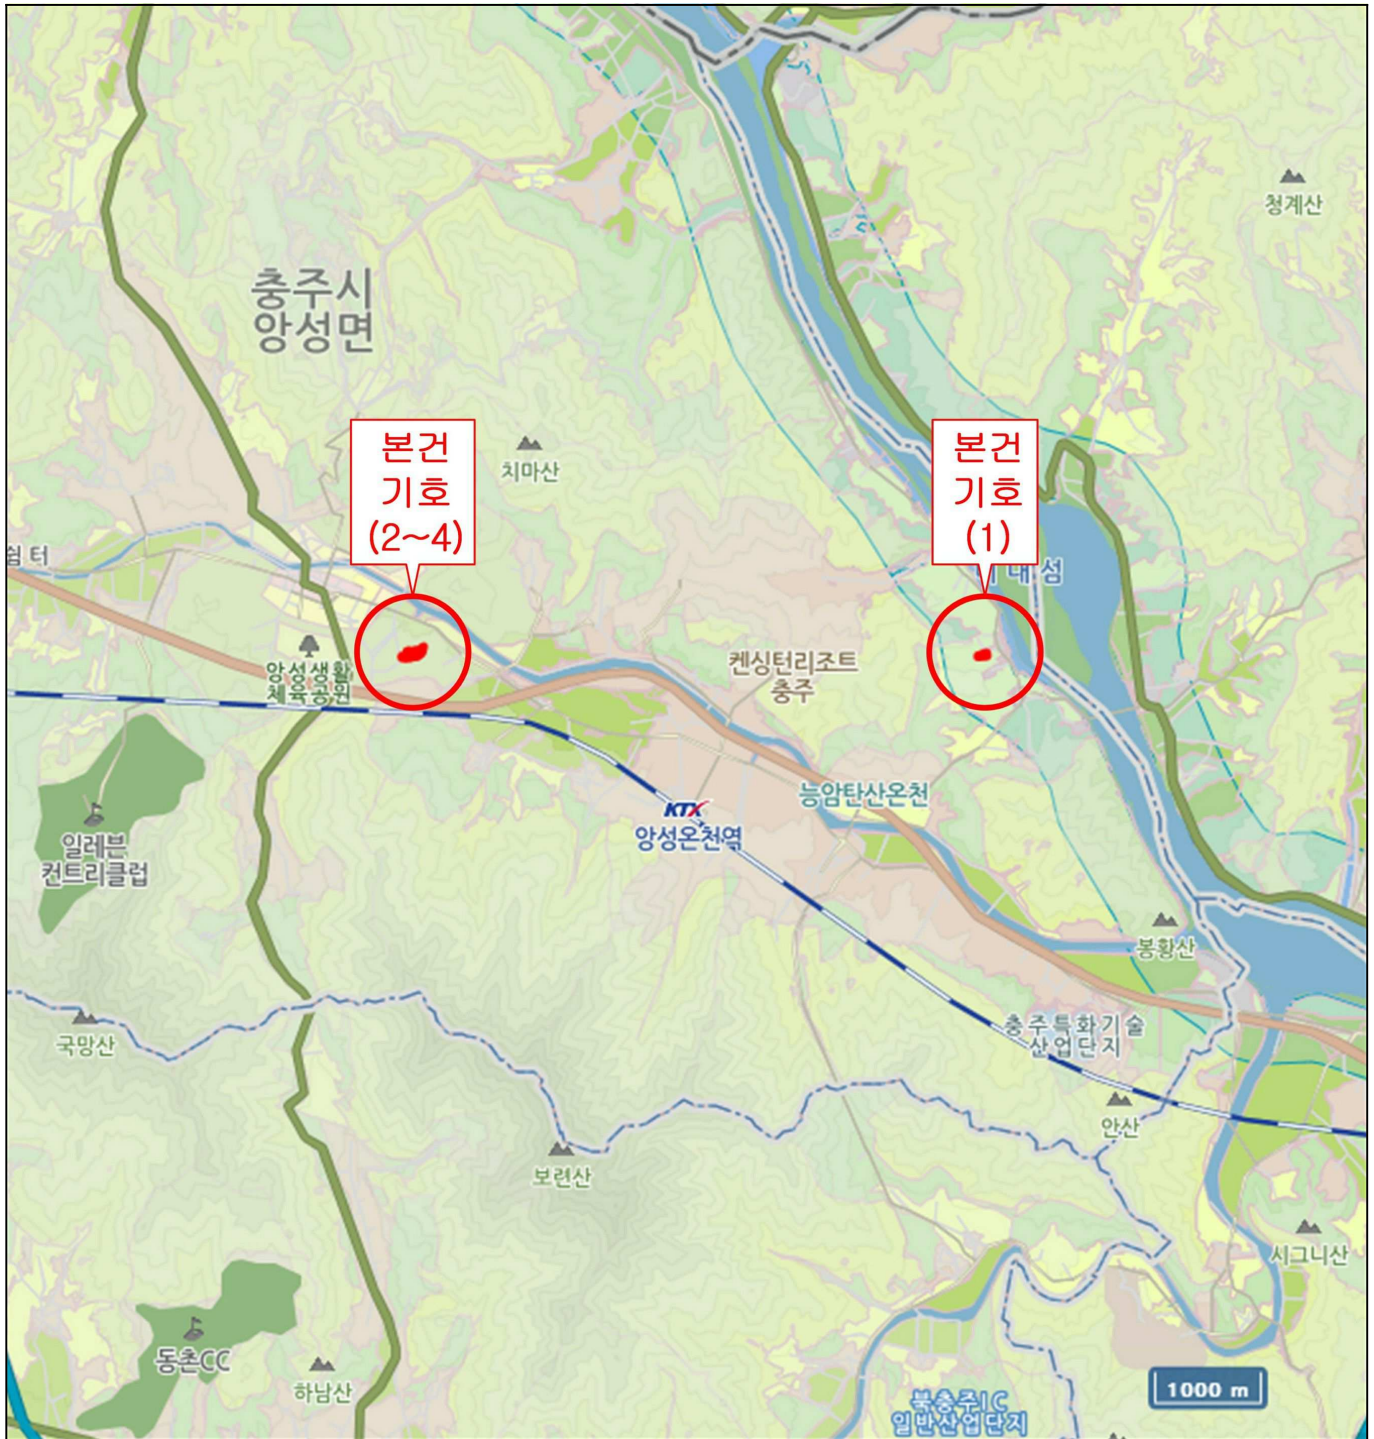 청계산
충주시
앙성면
본건
기호
(2~4)
치마산
본건
기호
(1)
쉼터
앙성생활
체육공원
켄싱턴리조트
충주
능암탄산온천
KTX
앙성온천역
일레븐
컨트리클럽
봉황산
국망산
충주특화기술
산업단지
안산
보련산
시그니산
동촌CC
하남산
1000 m
북충주IC
일반산업단지